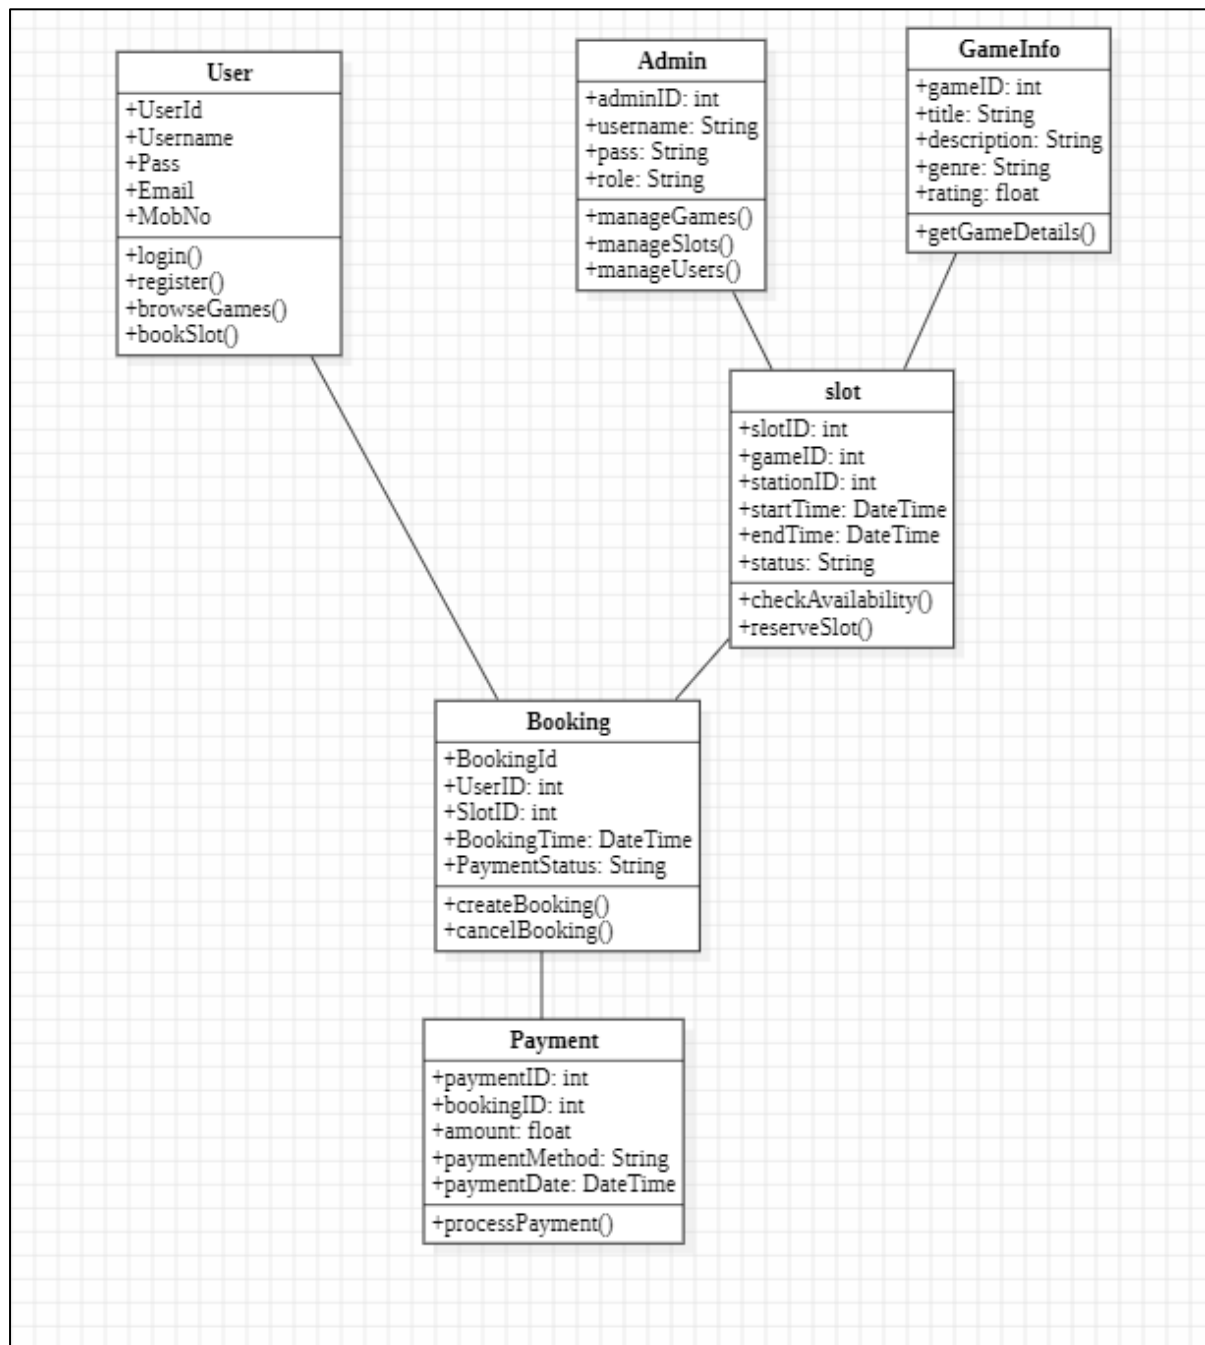 User
+UserId
+Username
+Pass
+Email
+MobNo
+login()
+register()
+browseGames()
+bookSlot()
Admin
+adminID: int
+username: String
+pass: String
+role: String
+manageGames()
+manageSlots()
+manageUsers()
GameInfo
+gameID: int
+title: String
+description: String
+genre: String
+rating: float
+getGameDetails()
slot
+slotID: int
+gameID: int
+stationID: int
+startTime: DateTime
+endTime: DateTime
+status: String
+checkAvailability()
+reserveSlot()
Booking
+BookingId
+UserID: int
+SlotID: int
+BookingTime: DateTime
+PaymentStatus: String
+createBooking()
+cancelBooking()
Payment
+paymentID: int
+bookingID: int
+amount: float
+paymentMethod: String
+paymentDate: DateTime
+processPayment()